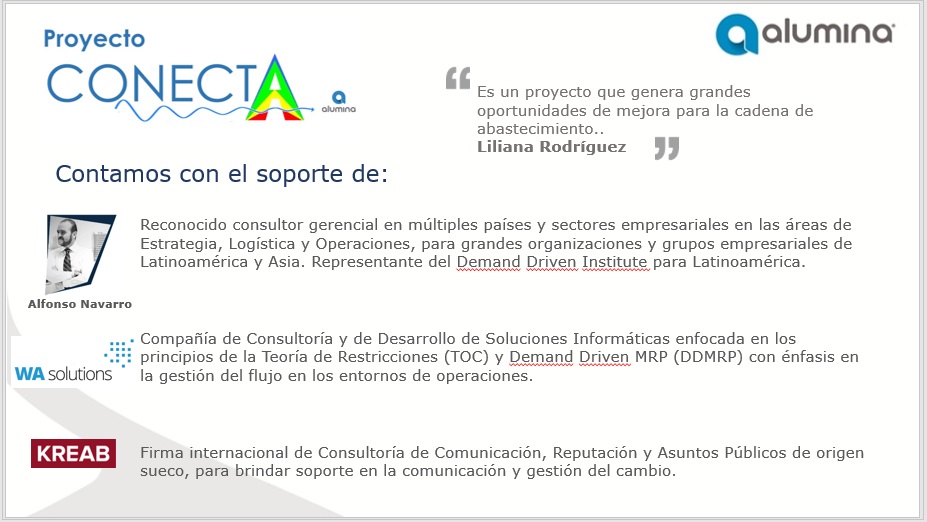 Proyecto
CONECTA
alumina
alumina
“
Es un proyecto que genera grandes
oportunidades de mejora para la cadena de
abastecimiento..
Liliana Rodríguez ”
Contamos con el soporte de:
Reconocido consultor gerencial en múltiples países y sectores empresariales en las áreas de
Estrategia, Logística y Operaciones, para grandes organizaciones y grupos empresariales de
Latinoamérica y Asia. Representante del Demand Driven Institute para Latinoamérica.
Alfonso Navarro
Compañía de Consultoría y de Desarrollo de Soluciones Informáticas enfocada en los
principios de la Teoría de Restricciones (TOC) y Demand Driven MRP (DDMRP) con énfasis en
la gestión del flujo en los entornos de operaciones.
WA solutions
KREAB
Firma internacional de Consultoría de Comunicación, Reputación y Asuntos Públicos de origen
sueco, para brindar soporte en la comunicación y gestión del cambio.